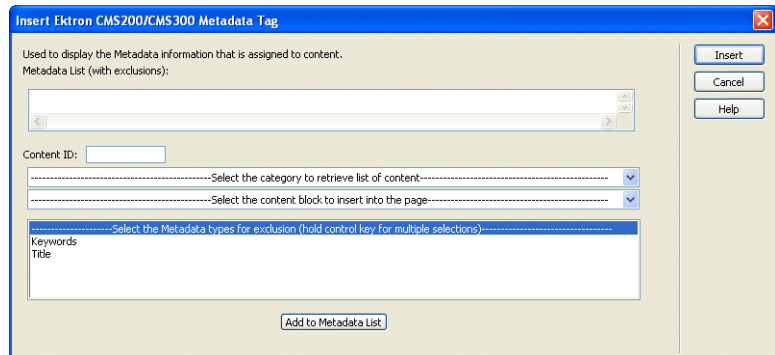 Insert Ektron CMS200/CMS300 Metadata Tag
Used to display the Metadata information that is assigned to content.
Metadata List (with exclusions):
Insert
Cancel
Help
Content ID:
---------------------------------------------Select the category to retrieve list of content-----------------------------------------------
---------------------------------------------Select the content block to insert into the page---------------------------------------------
--------------------Select the Metadata types for exclusion (hold control key for multiple selections)--------------------------------
Keywords
Title
Add to Metadata List